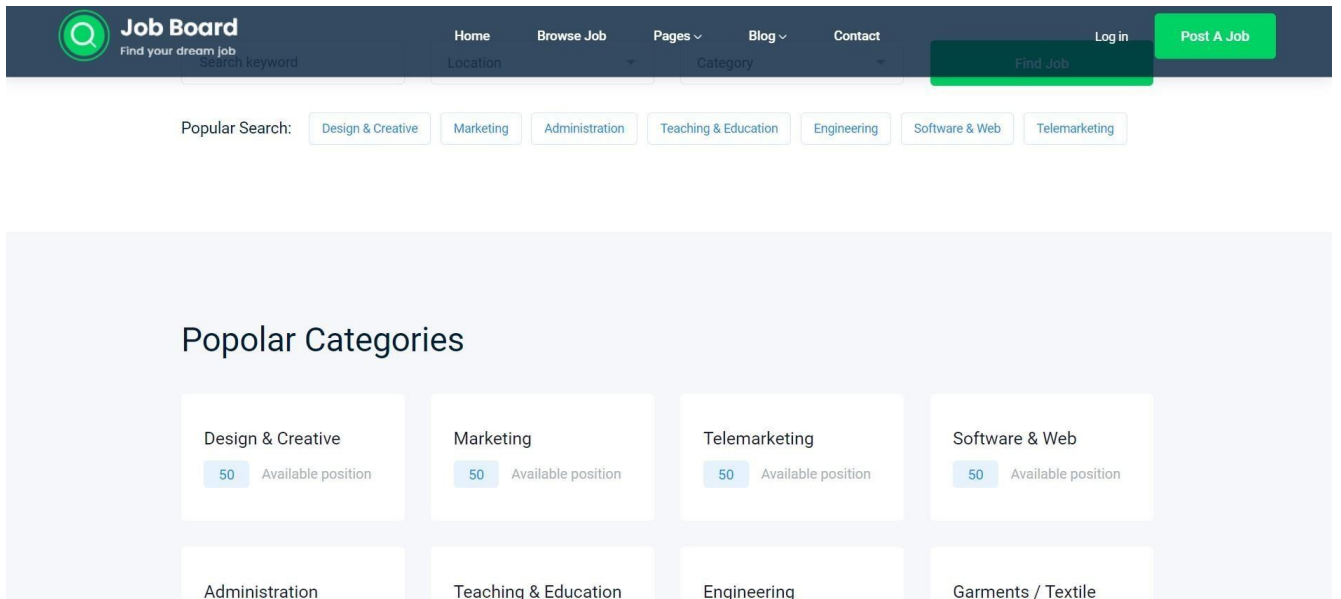 Job Board
Find your dream job
Home Browse Job Pages Blog Contact Log in Post A Job
Search keyword Location Category Find Job
Popular Search: Design & Creative Marketing Administration Teaching & Education Engineering Software & Web Telemarketing
Popolar Categories
Design & Creative Marketing Telemarketing Software & Web
50 Available position 50 Available position 50 Available position 50 Available position
Administration Teaching & Education Engineering Garments / Textile